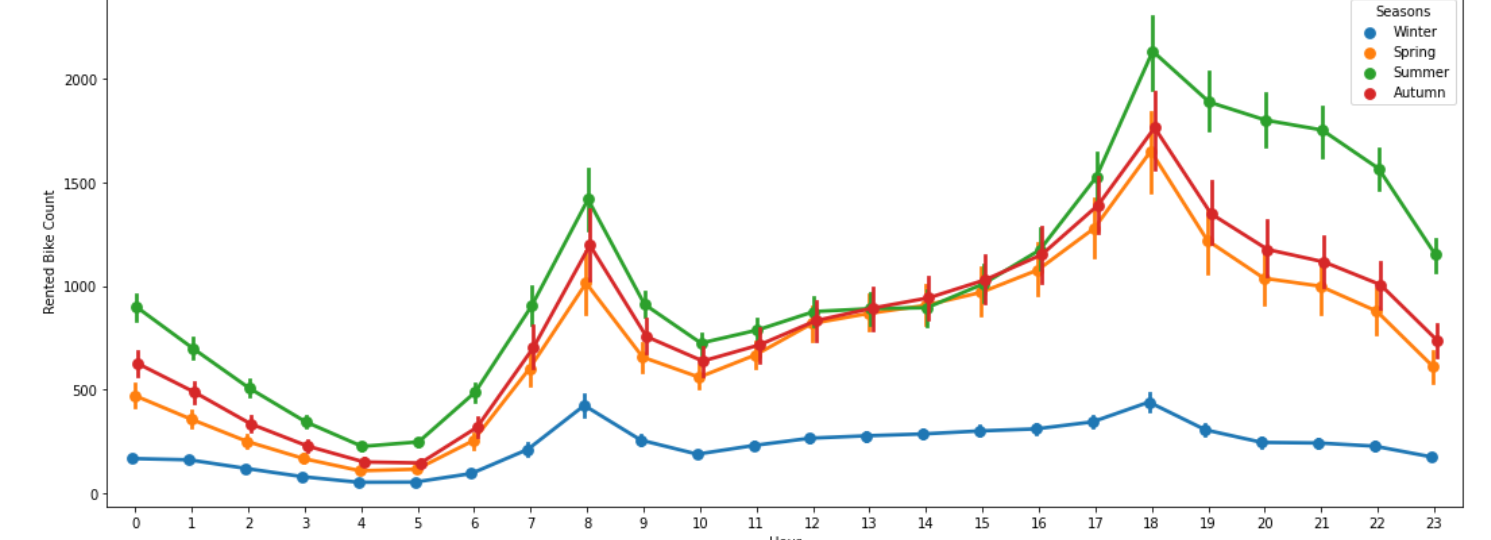 Seasons
Winter
Spring
Summer
Autumn
2000
1500
1000
500
0
Rented Bike Count
0 1 2 3 4 5 6 7 8 9 10 11 12 13 14 15 16 17 18 19 20 21 22 23